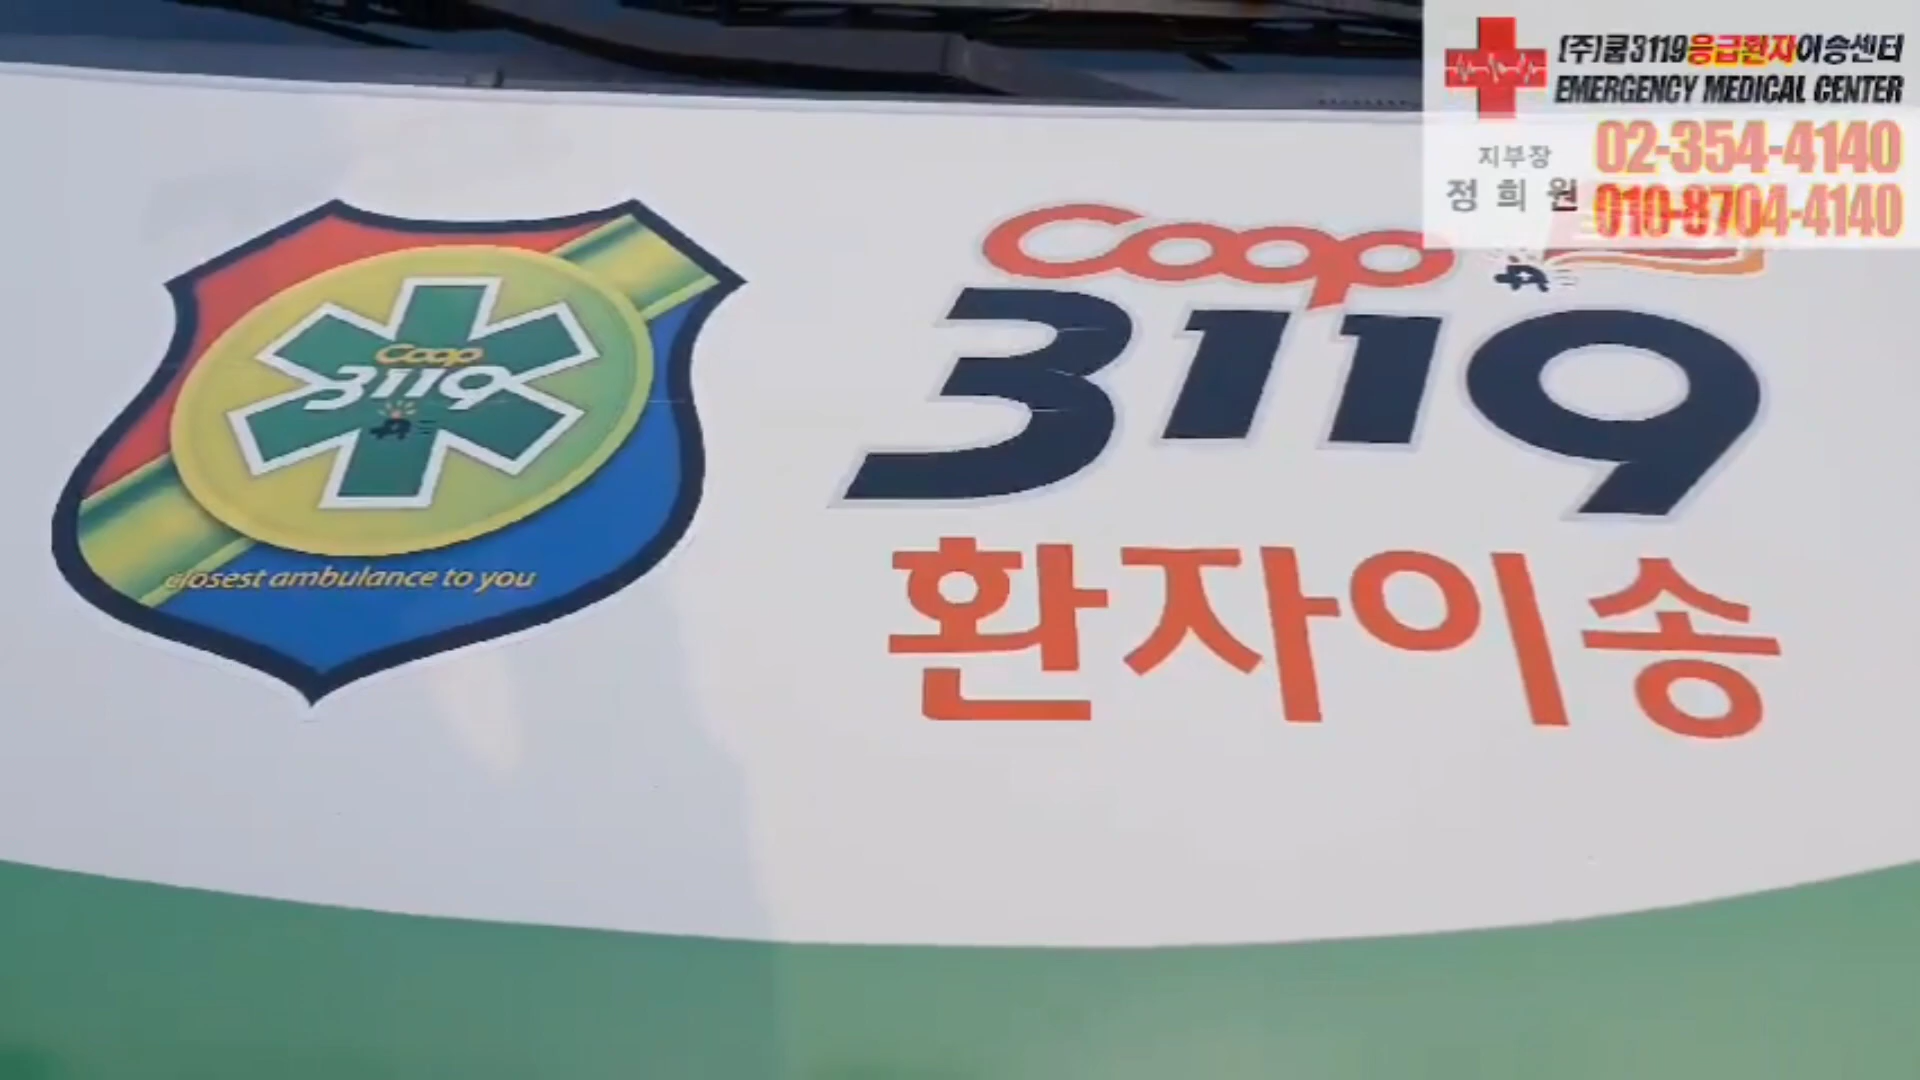 (주)쿱3119응급환자이송센터
EMERGENCY MEDICAL CENTER
지부장
정희원
02-354-4140
010-8704-4140
Coop
3119
환자이송
Coop
3119
closest ambulance to you